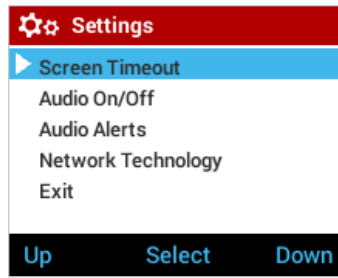 Settings
Screen Timeout
Audio On/Off
Audio Alerts
Network Technology
Exit
Up Select Down